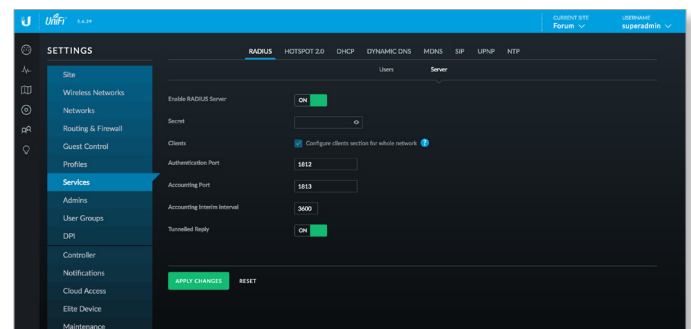 UniFi 5.6.29
CURRENT SITE
Forum
USERNAME
superadmin
SETTINGS
RADIUS HOTSPOT 2.0 DHCP DYNAMIC DNS MDNS SIP UPNP NTP
Users Server
Site
Wireless Networks
Networks
Routing & Firewall
Guest Control
Profiles
Services
Admins
User Groups
DPI
Controller
Notifications
Cloud Access
Elite Device
Maintenance
Enable RADIUS Server ON
Secret
Clients Configure clients section for whole network ?
Authentication Port 1812
Accounting Port 1813
Accounting Interim Interval 3600
Tunnelled Reply ON
APPLY CHANGES RESET